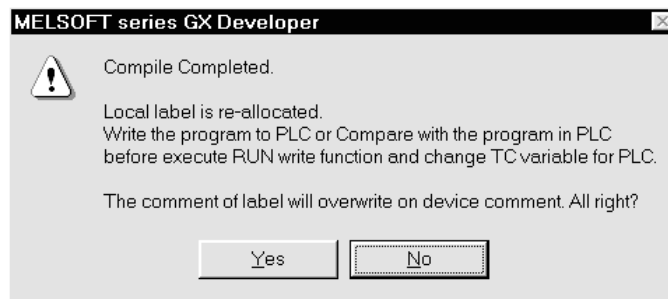 MELSOFT series GX Developer
Compile Completed.
Local label is re-allocated.
Write the program to PLC or Compare with the program in PLC
before execute RUN write function and change TC variable for PLC.
The comment of label will overwrite on device comment. All right?
Yes
No